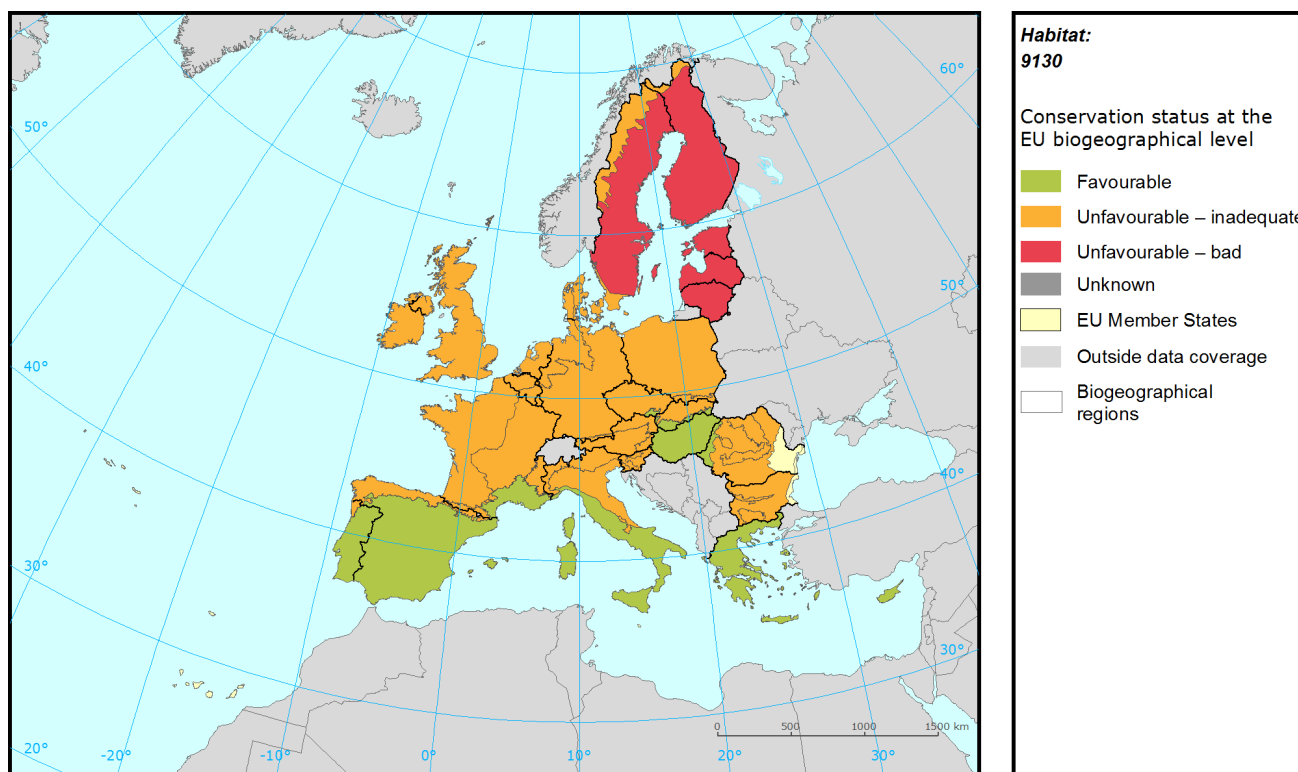 Habitat:
9130
Conservation status at the
EU biogeographical level
Favourable
Unfavourable – inadequate
Unfavourable – bad
Unknown
EU Member States
Outside data coverage
Biogeographical
regions
60°
50°
50°
40°
40°
30°
30°
0 500 1000 1500 km
20° -20° -10° 0° 10° 20° 30°